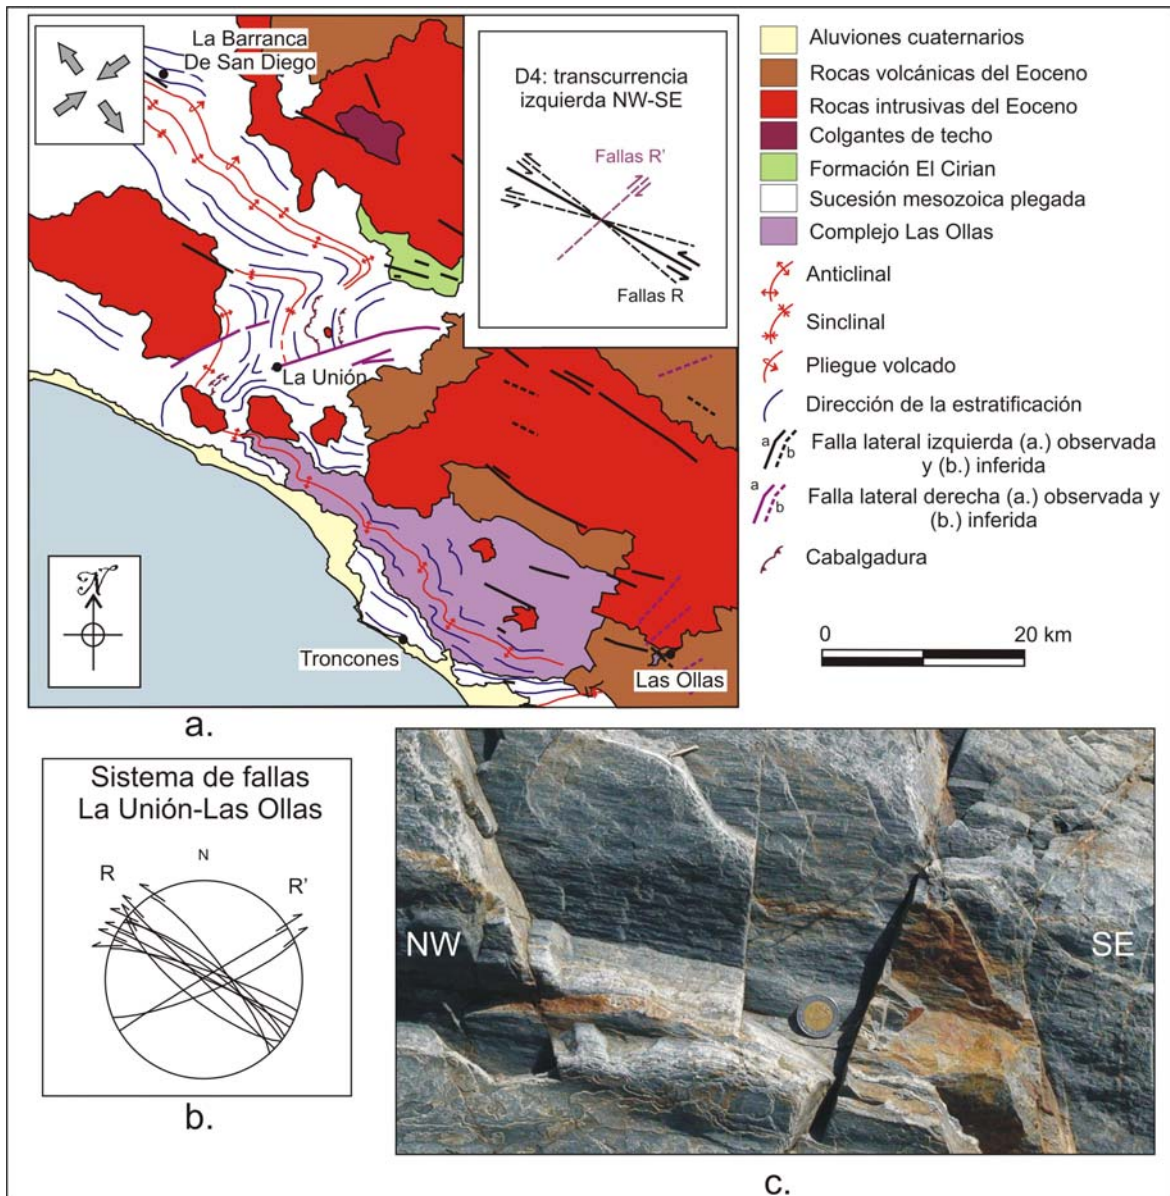 La Barranca
De San Diego
D4: transcurrencia
izquierda NW-SE
Fallas R'
Fallas R
La Unión
Troncones
Las Ollas
N
a.
Aluviones cuaternarios
Rocas volcánicas del Eoceno
Rocas intrusivas del Eoceno
Colgantes de techo
Formación El Cirian
Sucesión mesozoica plegada
Complejo Las Ollas
Anticlinal
Sinclinal
Pliegue volcado
Dirección de la estratificación
a
b
Falla lateral izquierda (a.) observada
y (b.) inferida
a
b
Falla lateral derecha (a.) observada y
(b.) inferida
Cabalgadura
0 20 km
Sistema de fallas
La Unión-Las Ollas
N
R
R'
b.
NW
SE
c.